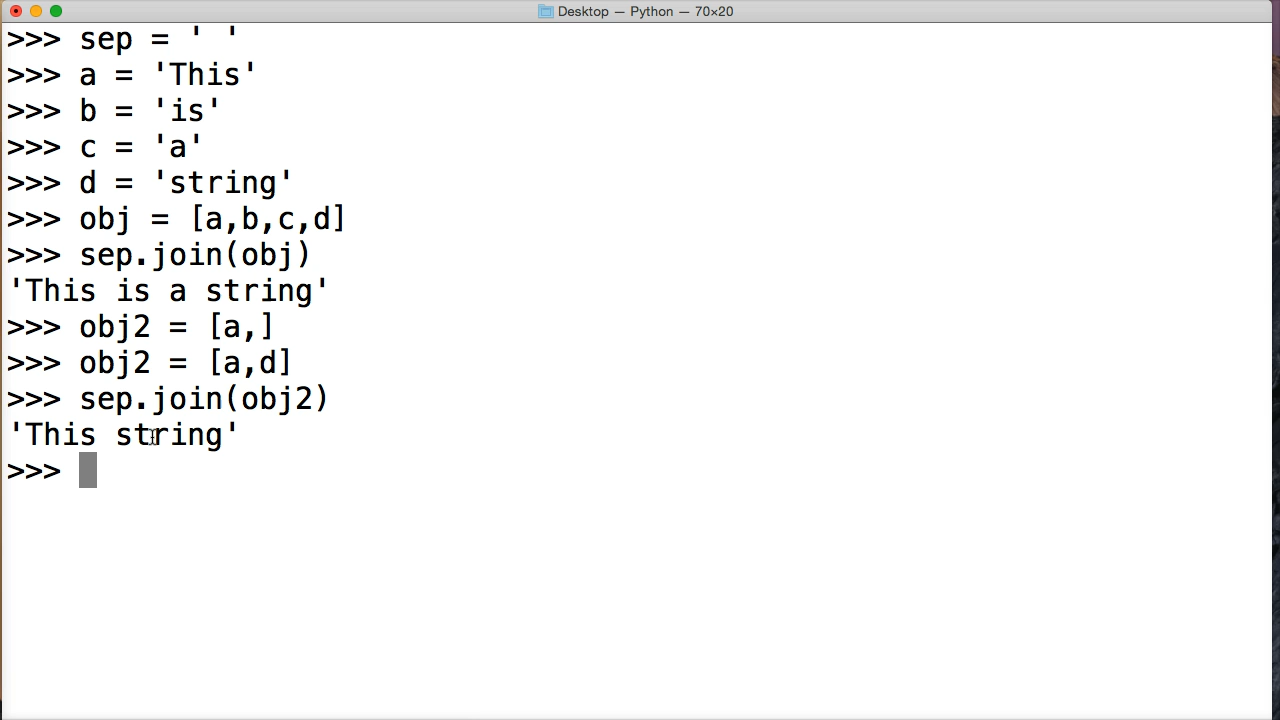 Desktop — Python — 70×20
>>> sep = ' '
>>> a = 'This'
>>> b = 'is'
>>> c = 'a'
>>> d = 'string'
>>> obj = [a,b,c,d]
>>> sep.join(obj)
'This is a string'
>>> obj2 = [a,]
>>> obj2 = [a,d]
>>> sep.join(obj2)
'This string'
>>>